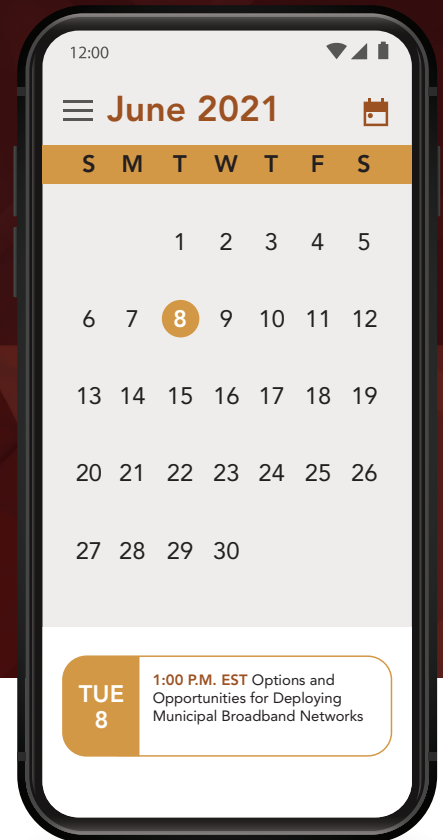 12:00
June 2021
S M T W T F S
1 2 3 4 5
6 7 8 9 10 11 12
13 14 15 16 17 18 19
20 21 22 23 24 25 26
27 28 29 30
TUE
8
1:00 P.M. EST Options and
Opportunities for Deploying
Municipal Broadband Networks